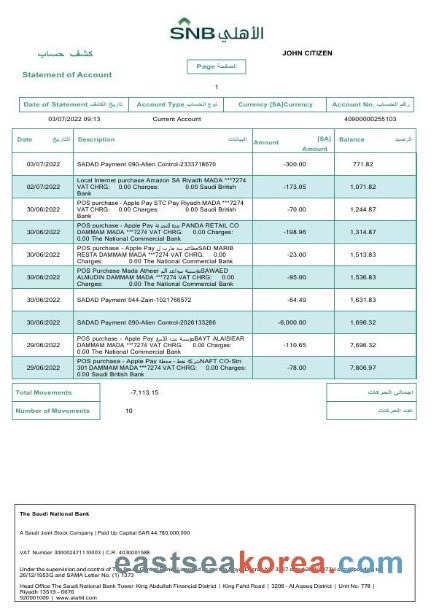 SNB الأهلي
كشف حساب
JOHN CITIZEN
Page الصفحة
Statement of Account
1
Date of Statement تاريخ الكشف Account Type نوع الحساب Currency [SA]Currency Account No. رقم الحساب
03/07/2022 09:13 Current Account 40900000255103
Date التاريخ Description البيانات Amount [SA] Amount Balance الرصيد
03/07/2022 SADAD Payment 090-Alien Control-2333718670 -300.00 771.82
02/07/2022 Local Internet purchase Amazon SA Riyadh MADA ***7274
VAT CHRG: 0.00 Charges: 0.00 Saudi British
Bank -173.05 1,071.82
30/06/2022 POS purchase - Apple Pay STC Pay Riyadh MADA ***7274
VAT CHRG: 0.00 Charges: 0.00 Saudi British
Bank -70.00 1,244.87
30/06/2022 POS purchase - Apple Pay PANDA RETAIL CO
DAMMAM MADA ***7274 VAT CHRG: 0.00 Charges:
0.00 The National Commercial Bank -198.96 1,314.87
30/06/2022 POS purchase - Apple Pay SAD MARIB
RESTA DAMMAM MADA ***7274 VAT CHRG: 0.00
Charges: 0.00 The National Commercial Bank -23.00 1,513.83
30/06/2022 POS Purchase Mada Atheer SAWAED
ALMUDIN DAMMAM MADA ***7274 VAT CHRG: 0.00
Charges: 0.00 The National Commercial Bank -95.00 1,536.83
30/06/2022 SADAD Payment 044-Zain-1021766572 -64.49 1,631.83
30/06/2022 SADAD Payment 090-Alien Control-2026133286 -6,000.00 1,696.32
29/06/2022 POS purchase - Apple Pay BAYT ALAISIEAR
DAMMAM MADA ***7274 VAT CHRG: 0.00 Charges:
0.00 The National Commercial Bank -110.65 7,696.32
29/06/2022 POS purchase - Apple Pay NAFT CO-Stn
301 DAMMAM MADA ***7274 VAT CHRG: 0.00 Charges:
0.00 Saudi British Bank -78.00 7,806.97
Total Movements -7,113.15 إجمالي الحركات
Number of Movements 10 عدد الحركات
The Saudi National Bank
A Saudi Joint Stock Company | Paid Up Capital SAR 44,780,000,000
VAT Number 300002471110003 | C.R. 4030001588
eastseakorea.com
Under the supervision and control of
26/12/1953G and SAMA Letter No. (1) 1373
Head Office The Saudi National Bank Tower King Abdullah Financial District | King Fahd Road | 3208 - Al Aqeeq District | Unit No. 778 |
Riyadh 13519 - 6676
920001000 | www.alahli.com